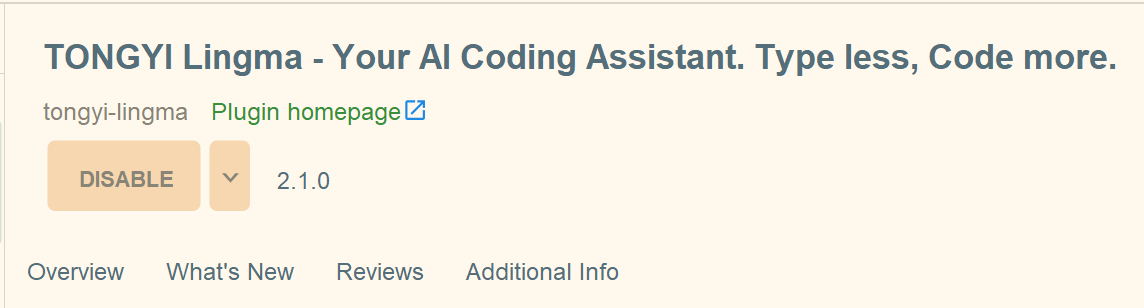 TONGYI Lingma - Your AI Coding Assistant. Type less, Code more.
tongyi-lingma Plugin homepage
DISABLE 2.1.0
Overview What's New Reviews Additional Info